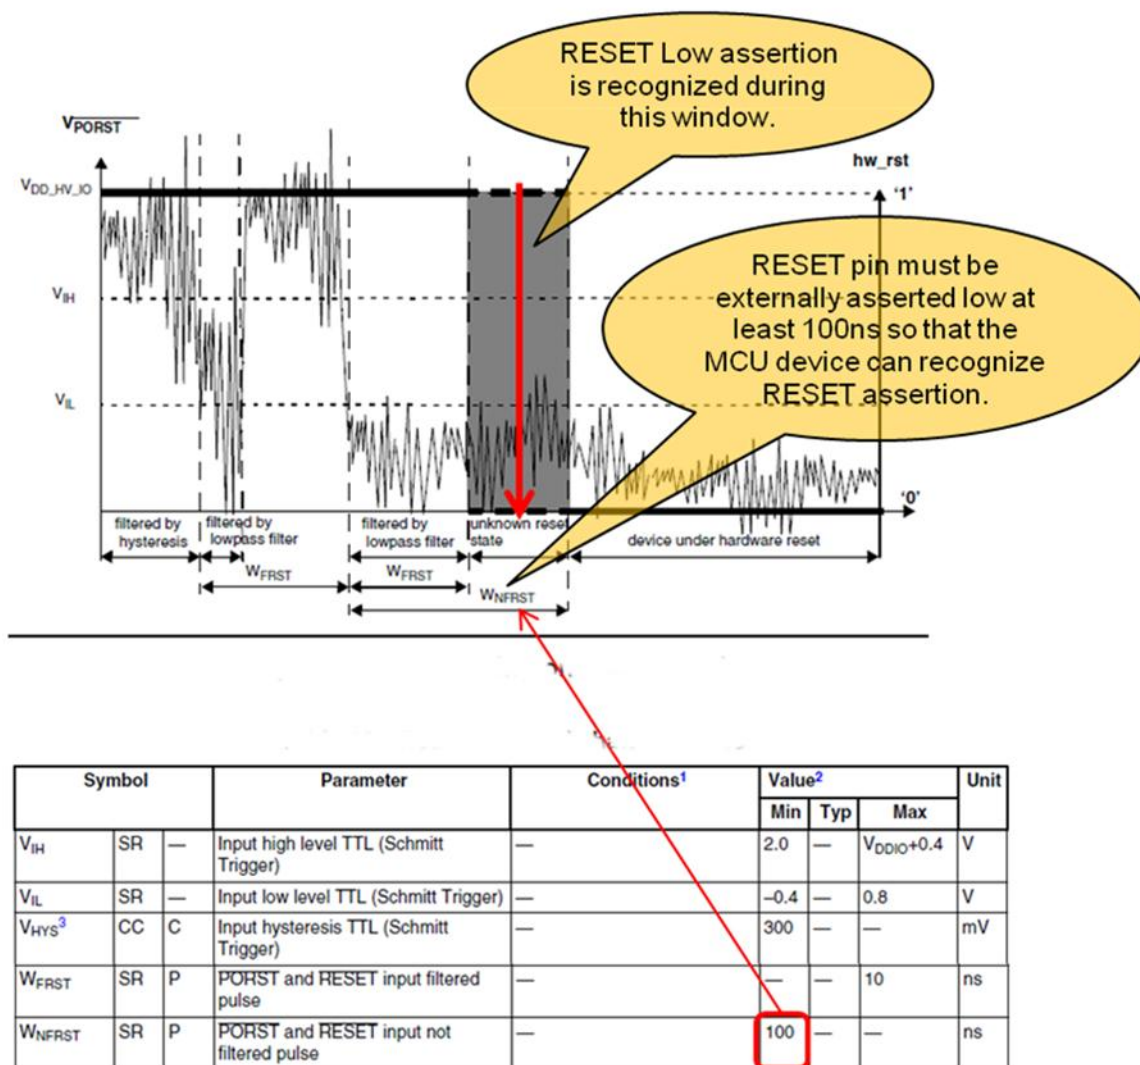 RESET Low assertion
is recognized during
this window.
VPORST
hw_rst
VDD_HV_IO
'1'
RESET pin must be
externally asserted low at
least 100ns so that the
MCU device can recognize
RESET assertion.
VIH
VIL
'0'
filtered by
hysteresis
filtered by
lowpass filter
filtered by
lowpass filter
unknown reset
state
device under hardware reset
WFRST
WFRST
WNFRST
Symbol Parameter Conditions1 Value2 Unit
Min Typ Max
VIH SR — Input high level TTL (Schmitt
Trigger) — 2.0 — VDDIO+0.4 V
VIL SR — Input low level TTL (Schmitt Trigger) — –0.4 — 0.8 V
VHYS3 CC C Input hysteresis TTL (Schmitt
Trigger) — 300 — — mV
WFRST SR P PORST and RESET input filtered
pulse — — — 10 ns
WNFRST SR P PORST and RESET input not
filtered pulse — 100 — — ns